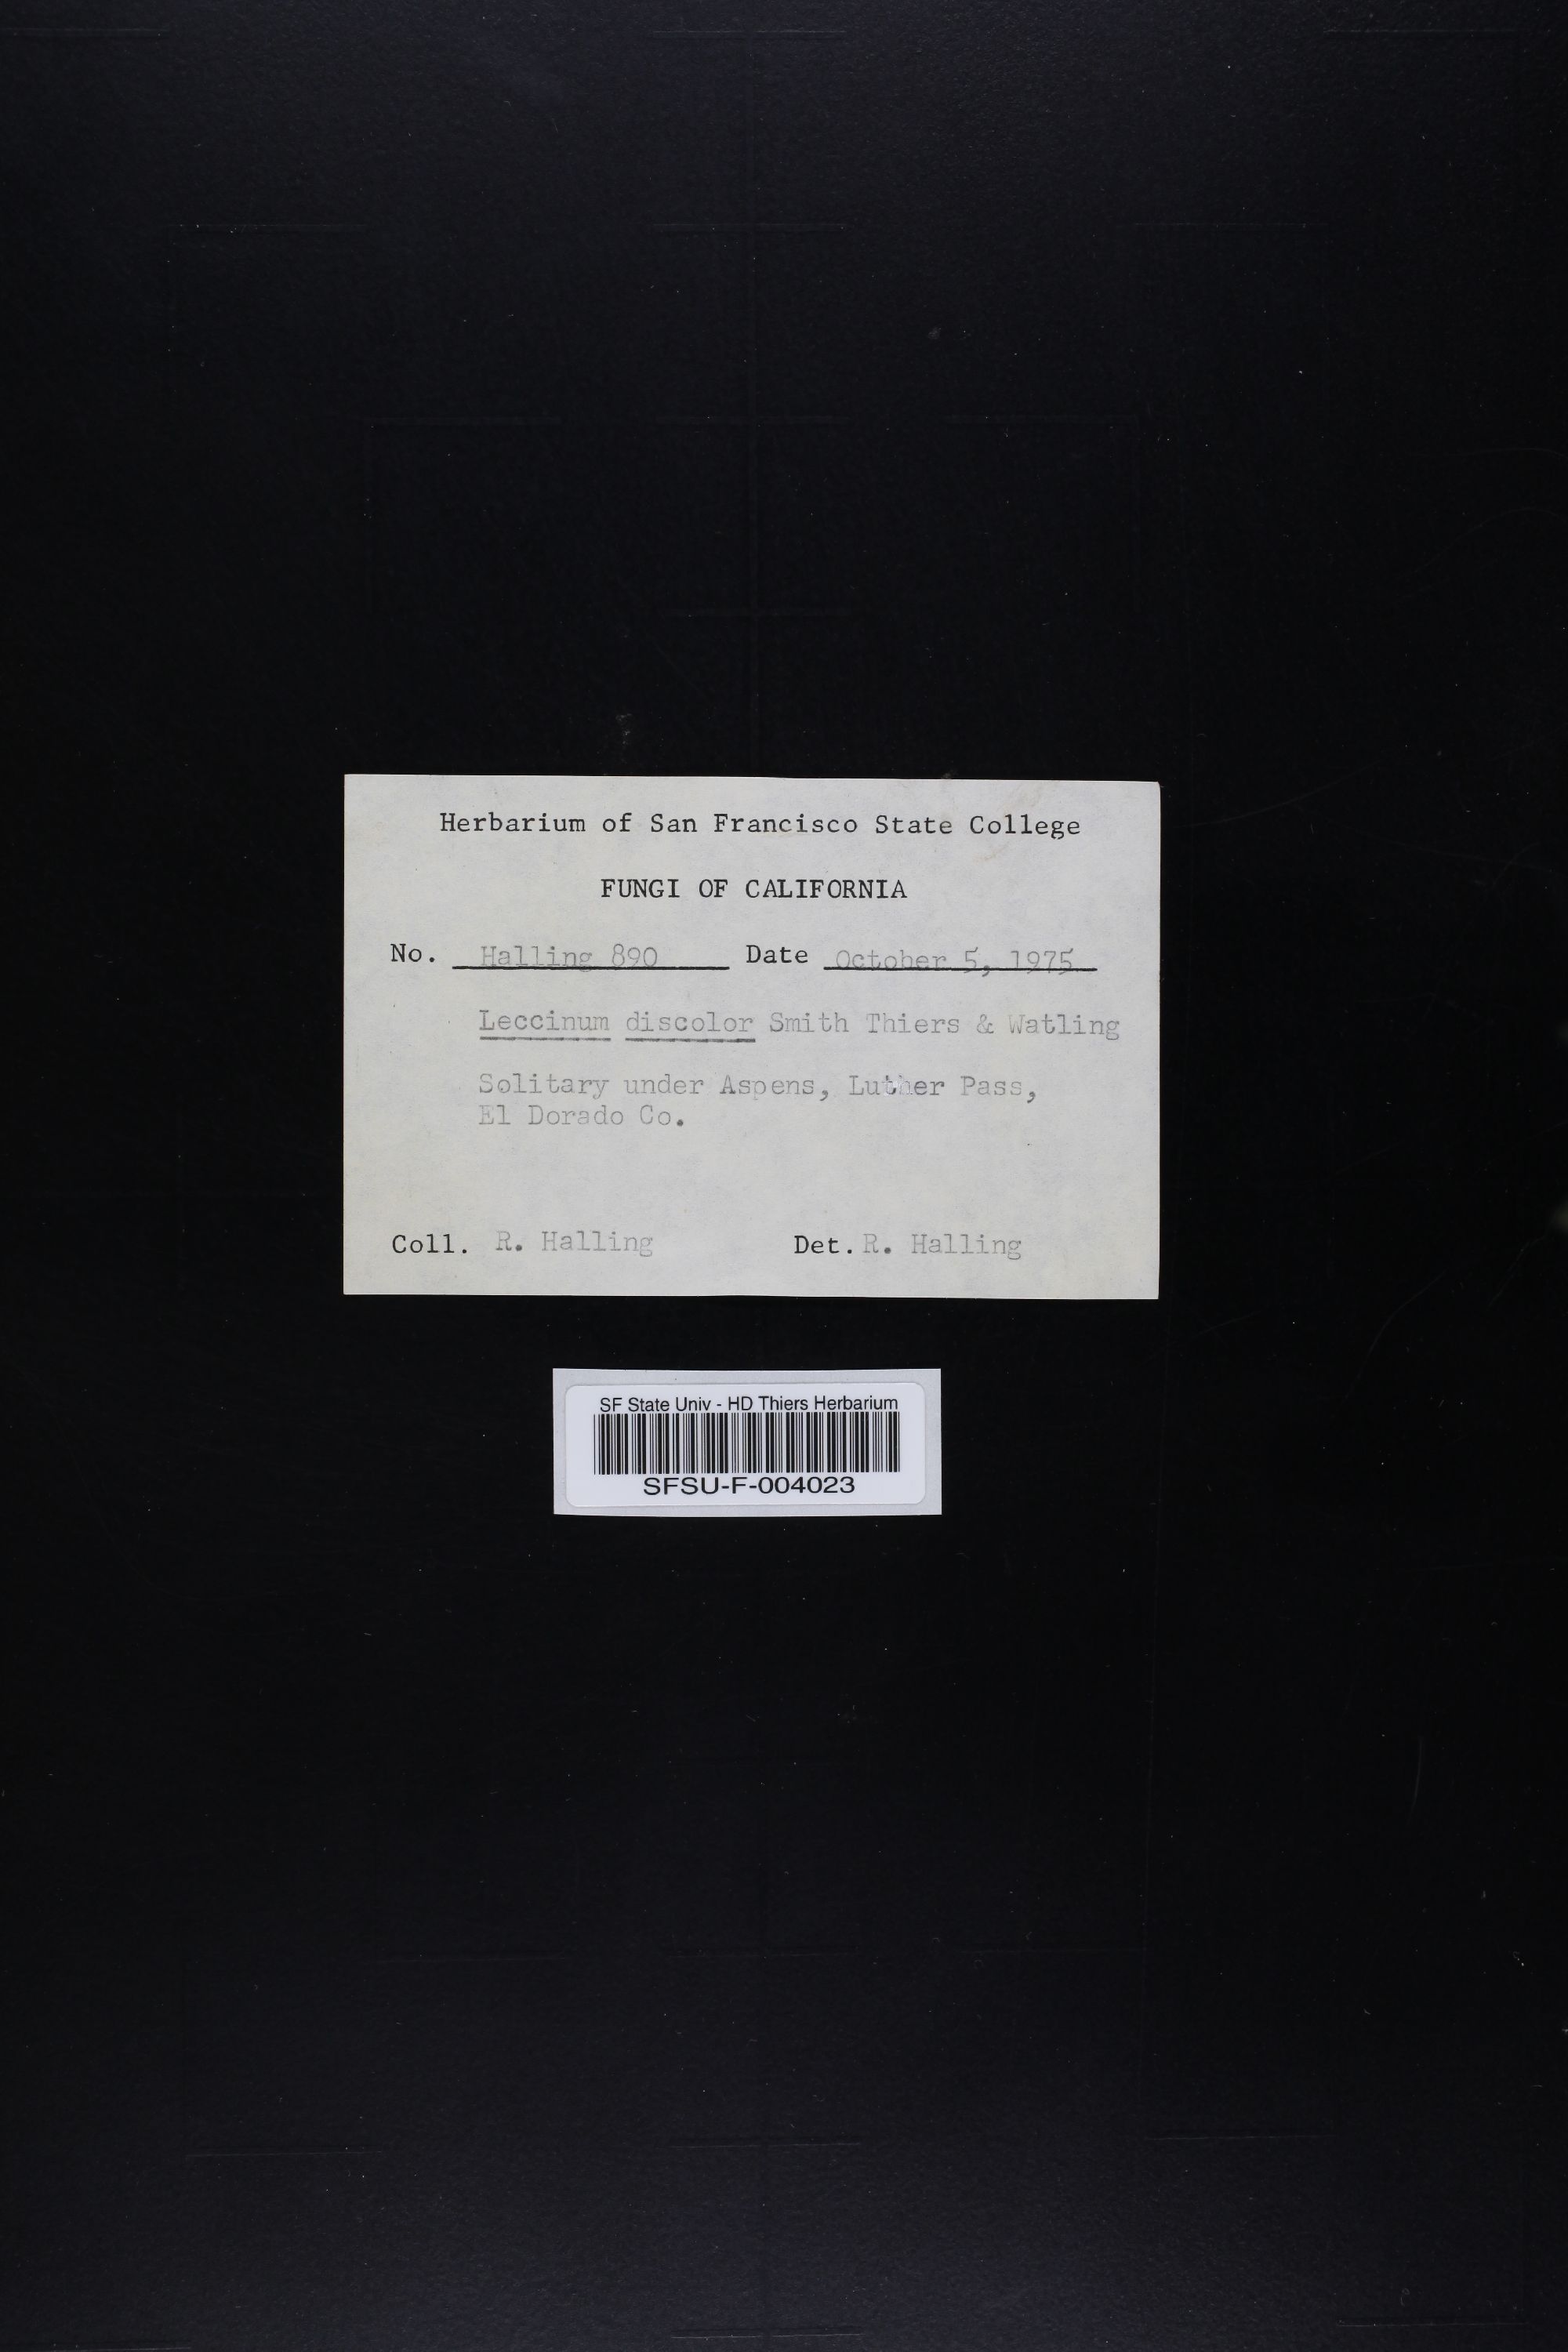 Herbarium of San Francisco State College
FUNGI OF CALIFORNIA
No. Halling 890 Date October 5, 1975
Leccinum discolor Smith Thiers & Watling
Solitary under Aspens, Luther Pass,
El Dorado Co.
Coll. R. Halling Det. R. Halling
SF State Univ - HD Thiers Herbarium
SFSU-F-004023